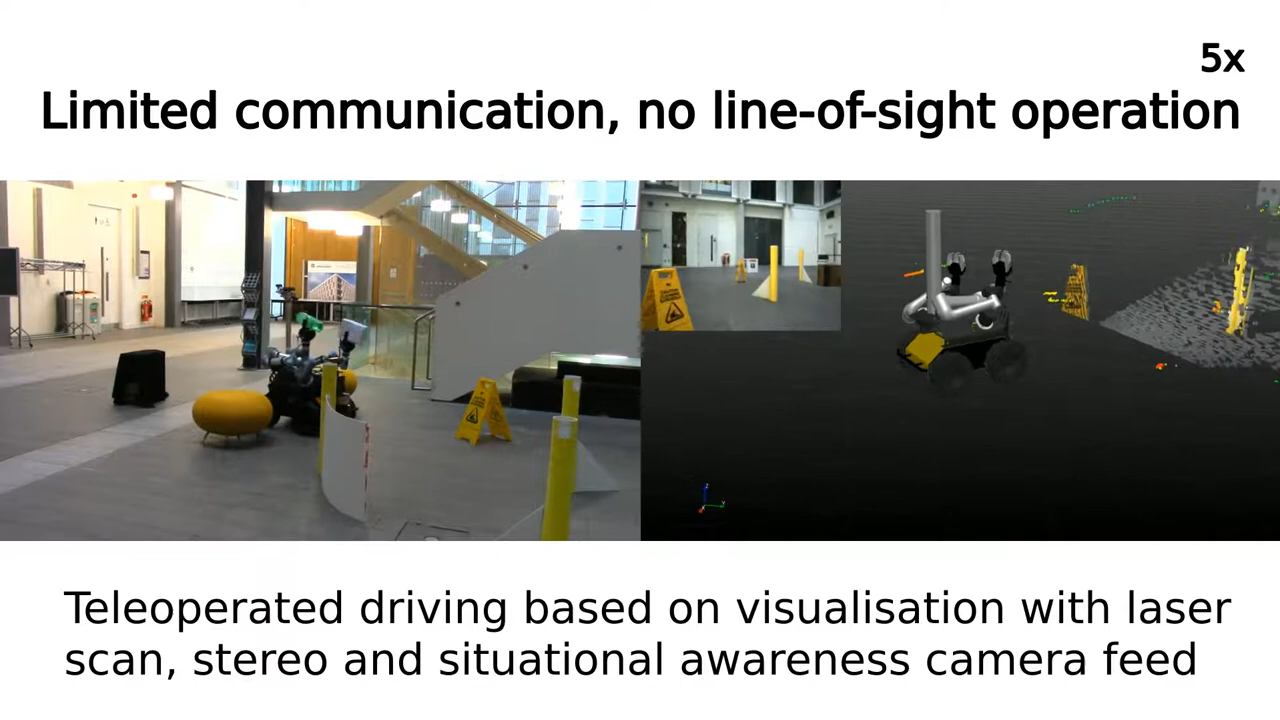 5x
Limited communication, no line-of-sight operation
Teleoperated driving based on visualisation with laser
scan, stereo and situational awareness camera feed